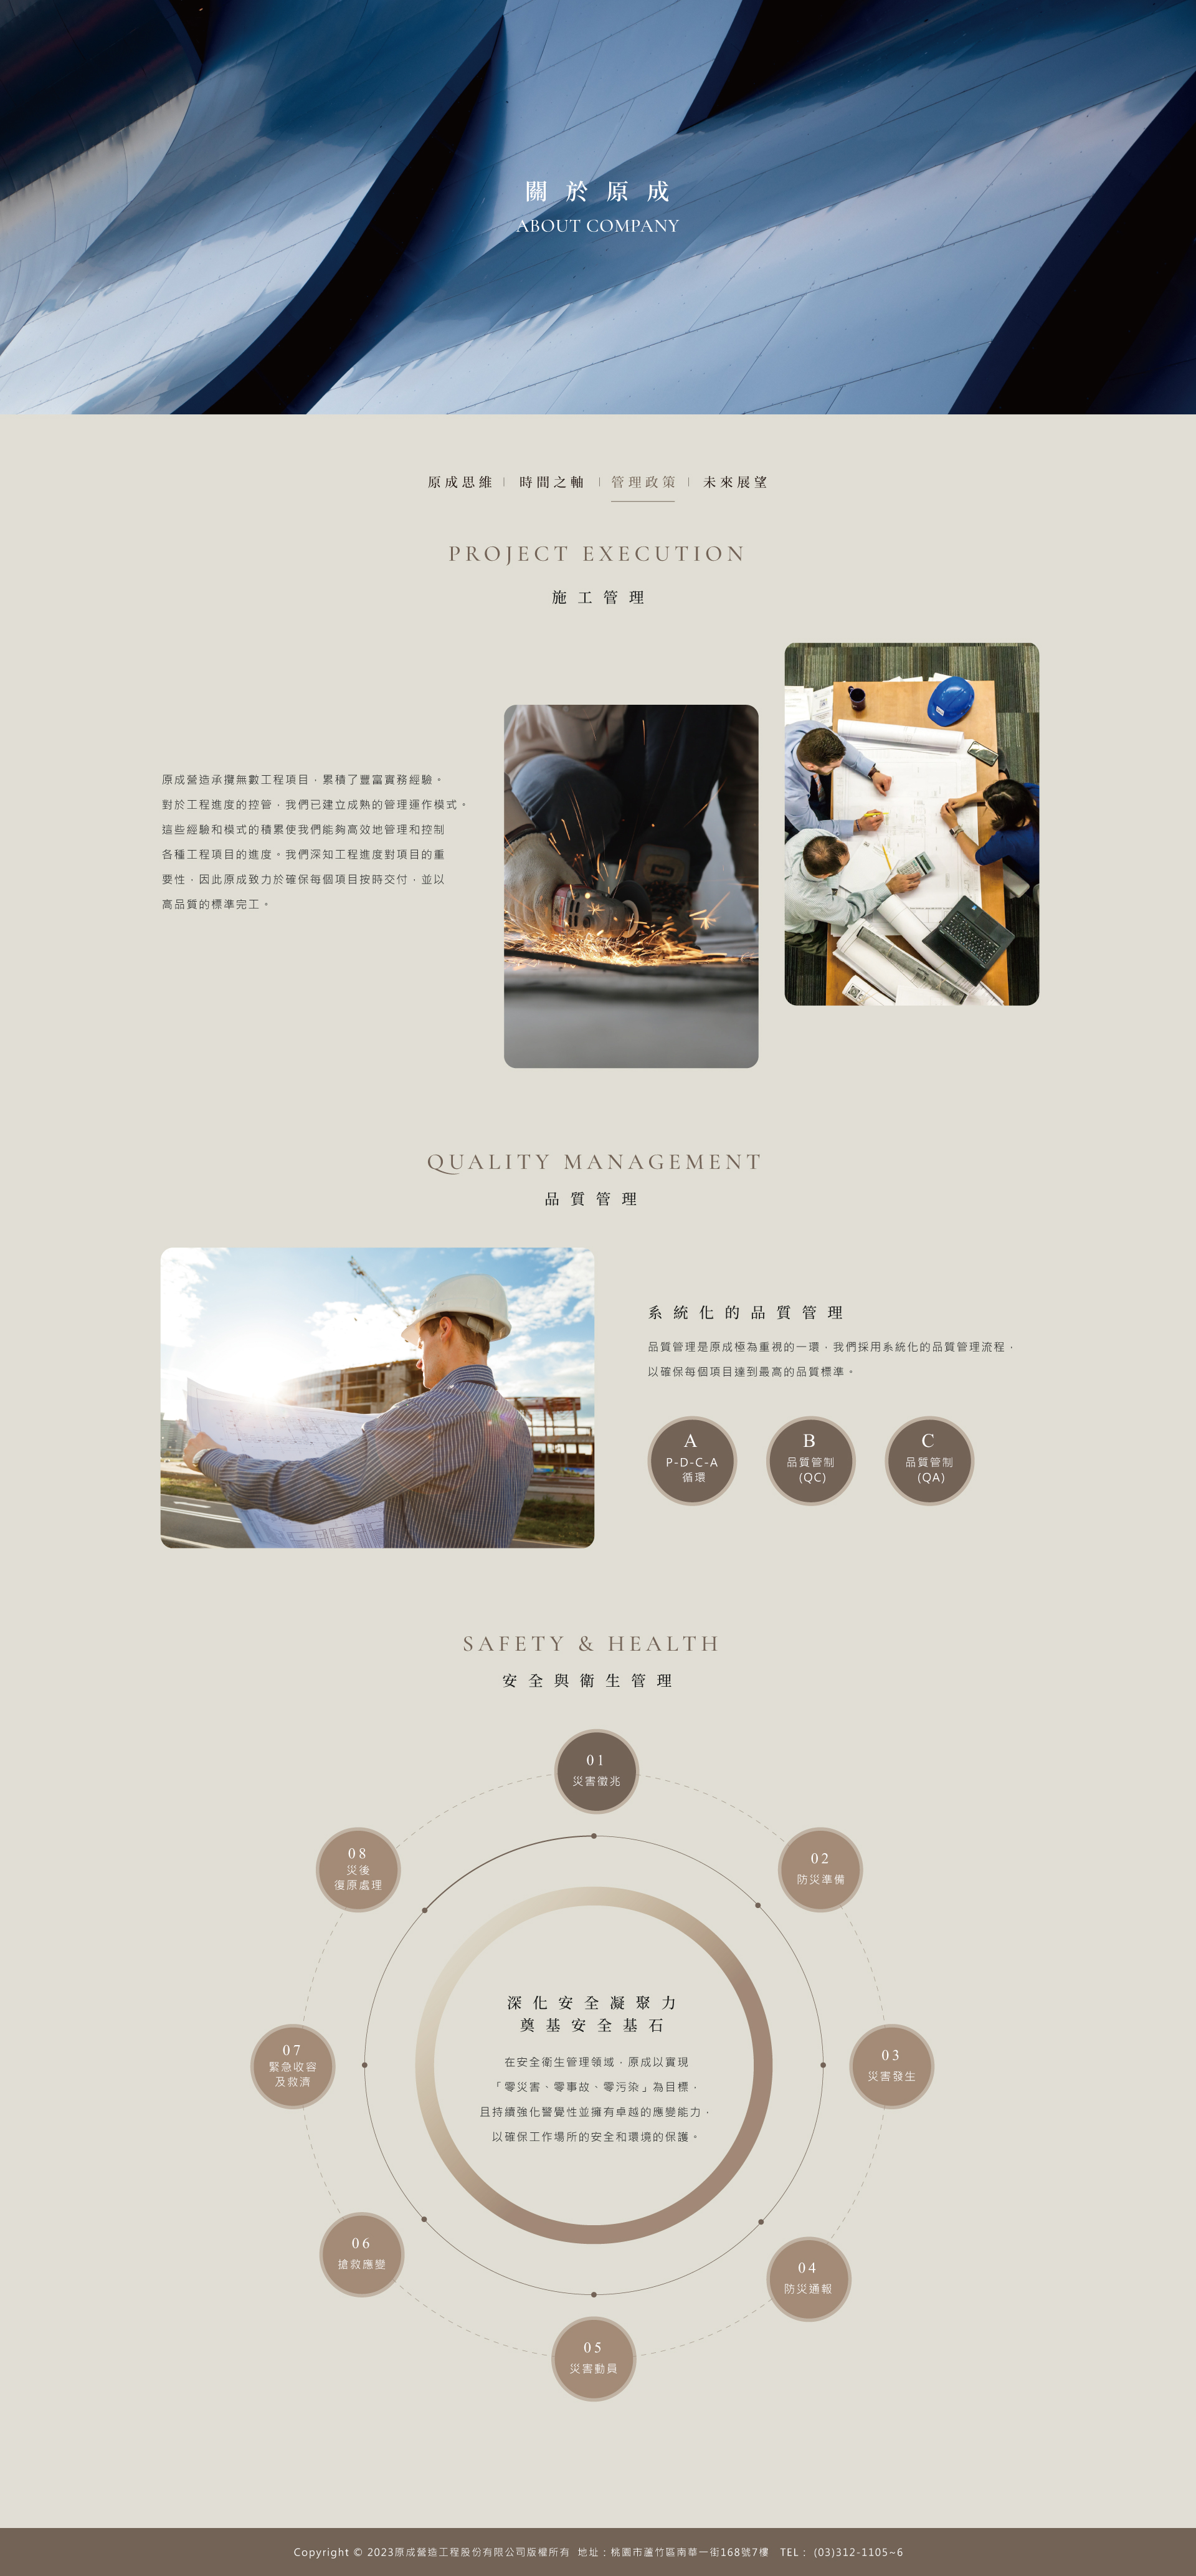 關於原成
ABOUT COMPANY
原成思維 | 時間之軸 | 管理政策 | 未來展望
PROJECT EXECUTION
施工管理
原成營造承攬無數工程項目，累積了豐富實務經驗。
對於工程進度的控管，我們已建立成熟的管理運作模式。
這些經驗和模式的積累使我們能夠高效地管理和控制
各種工程項目的進度。我們深知工程進度對項目的重
要性，因此原成致力於確保每個項目按時交付，並以
高品質的標準完工。
QUALITY MANAGEMENT
品質管理
系統化的品質管理
品質管理是原成極為重視的一環，我們採用系統化的品質管理流程，
以確保每個項目達到最高的品質標準。
A
P-D-C-A
循環
B
品質管制
(QC)
C
品質管制
(QA)
SAFETY & HEALTH
安全與衛生管理
01
災害徵兆
02
防災準備
03
災害發生
04
防災通報
05
災害動員
06
搶救應變
07
緊急收容
及救濟
08
災後
復原處理
深化安全凝聚力
奠基安全基石
在安全衛生管理領域，原成以實現
「零災害、零事故、零污染」為目標，
且持續強化警覺性並擁有卓越的應變能力，
以確保工作場所的安全和環境的保護。
Copyright © 2023原成營造工程股份有限公司版權所有 地址：桃園市蘆竹區南華一街168號7樓 TEL： (03)312-1105~6